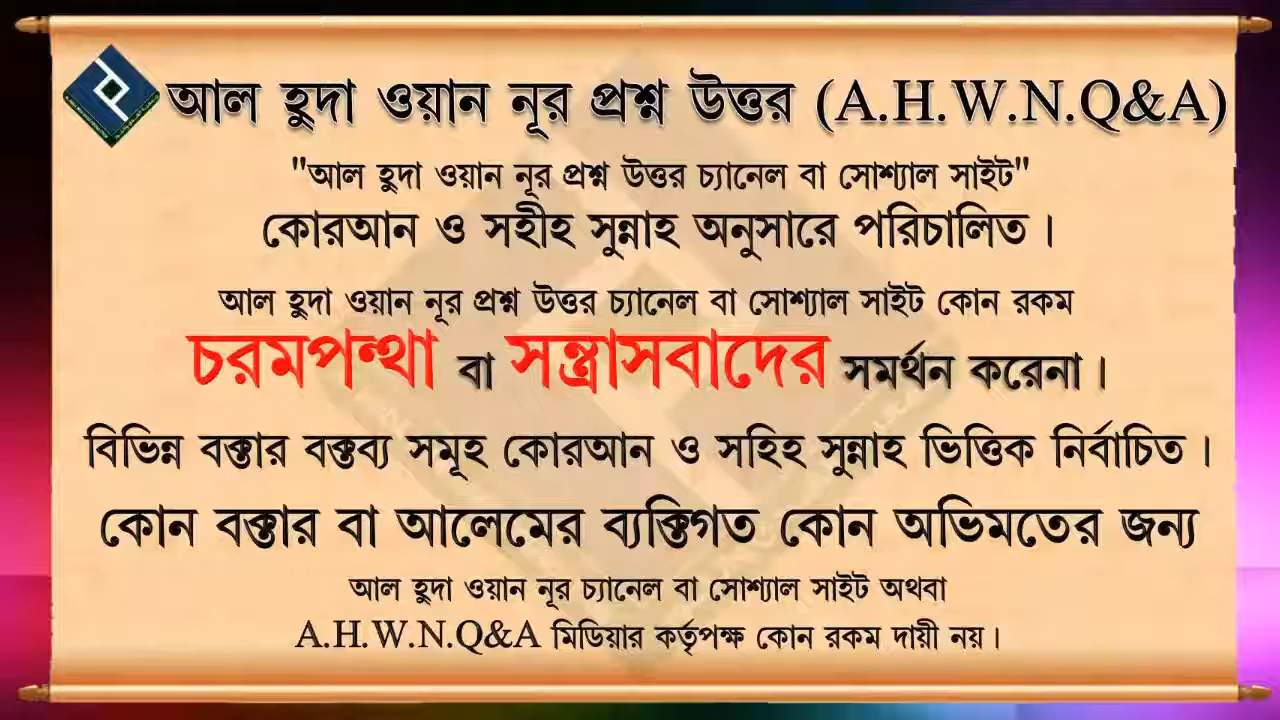 আল হুদা ওয়ান নূর প্রশ্ন উত্তর (A.H.W.N.Q&A)
"আল হুদা ওয়ান নূর প্রশ্ন উত্তর চ্যানেল বা সোশ্যাল সাইট"
কোরআন ও সহীহ সুন্নাহ অনুসারে পরিচালিত।
আল হুদা ওয়ান নূর প্রশ্ন উত্তর চ্যানেল বা সোশ্যাল সাইট কোন রকম
চরমপন্থা বা সন্ত্রাসবাদের সমর্থন করেনা।
বিভিন্ন বক্তার বক্তব্য সমূহ কোরআন ও সহিহ সুন্নাহ ভিত্তিক নির্বাচিত।
কোন বক্তার বা আলেমের ব্যক্তিগত কোন অভিমতের জন্য
আল হুদা ওয়ান নূর চ্যানেল বা সোশ্যাল সাইট অথবা
A.H.W.N.Q&A মিডিয়ার কর্তৃপক্ষ কোন রকম দায়ী নয়।